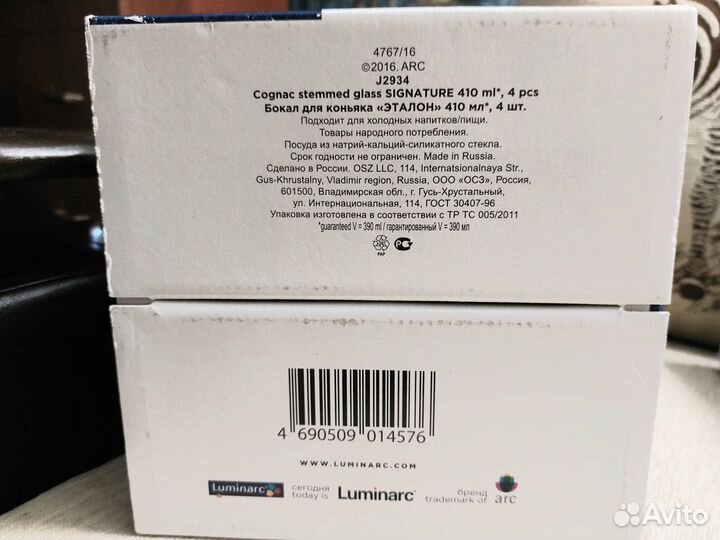 4767/16
©2016. ARC
J2934
Cognac stemmed glass SIGNATURE 410 ml*, 4 pcs
Бокал для коньяка «ЭТАЛОН» 410 мл*, 4 шт.
Подходит для холодных напитков/пищи.
Товары народного потребления.
Посуда из натрий-кальций-силикатного стекла.
Срок годности не ограничен. Made in Russia.
Сделано в России. OSZ LLC, 114, Internatsionalnaya Str.,
Gus-Khrustalny, Vladimir region, Russia, ООО «ОСЗ», Россия,
601500, Владимирская обл., г. Гусь-Хрустальный,
ул. Интернациональная, 114, ГОСТ 30407-96
Упаковка изготовлена в соответствии с ТР ТС 005/2011
*guaranteed V = 390 ml / гарантированный V = 390 мл
PAP
4 690509 014576
WWW.LUMINARC.COM
Luminarc
сегодня
today is
Luminarc
бренд
trademark of
arc
Avito